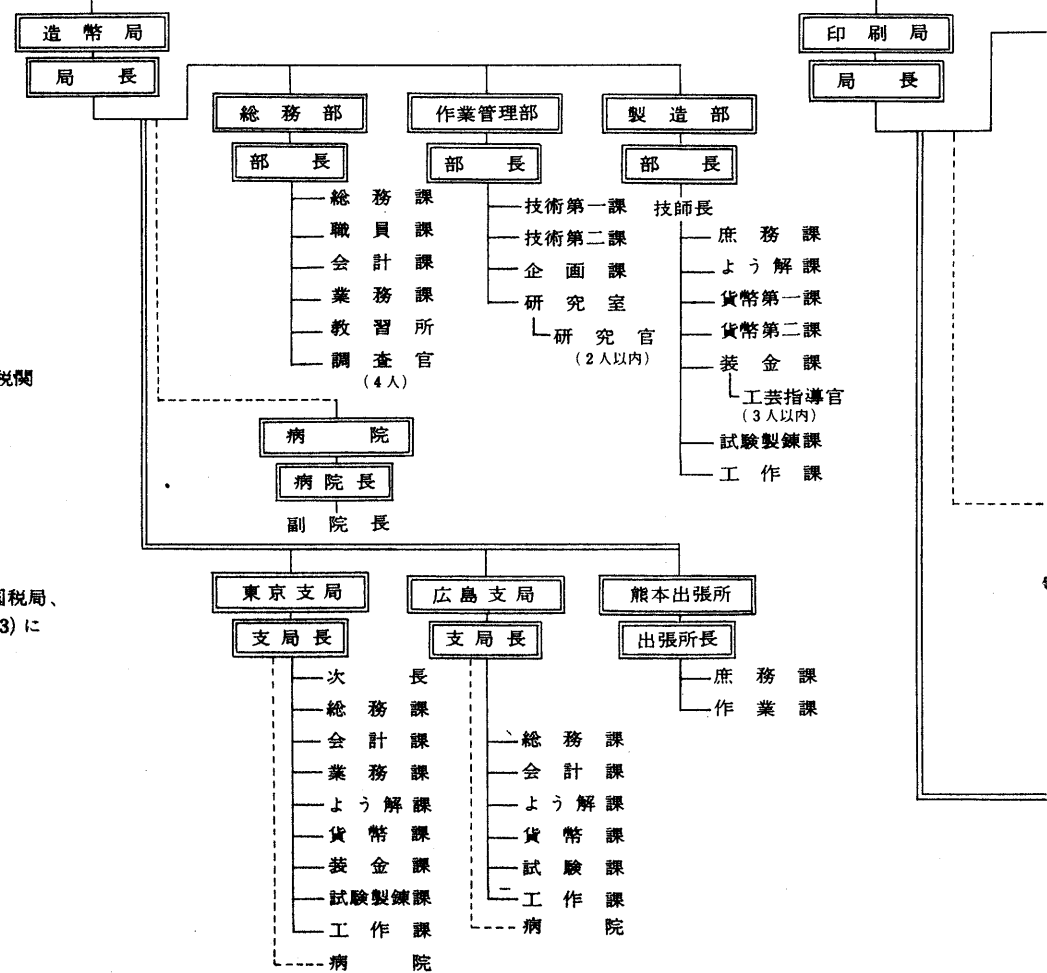 造幣局
局長
総務部
部長
総務課
職員課
会計課
業務課
教習所
調査官
(4人)
作業管理部
部長
技術第一課
技術第二課
企画課
研究室
研究官
(2人以内)
製造部
部長
技師長
庶務課
よう解課
貨幣第一課
貨幣第二課
装金課
工芸指導官
(3人以内)
試験製錬課
工作課
病院
病院長
副院長
東京支局
支局長
次長
総務課
会計課
業務課
よう解課
貨幣課
装金課
試験製錬課
工作課
病院
広島支局
支局長
総務課
会計課
よう解課
貨幣課
試験課
工作課
病院
熊本出張所
出張所長
庶務課
作業課
印刷局
局長
税関
税局、
3) に